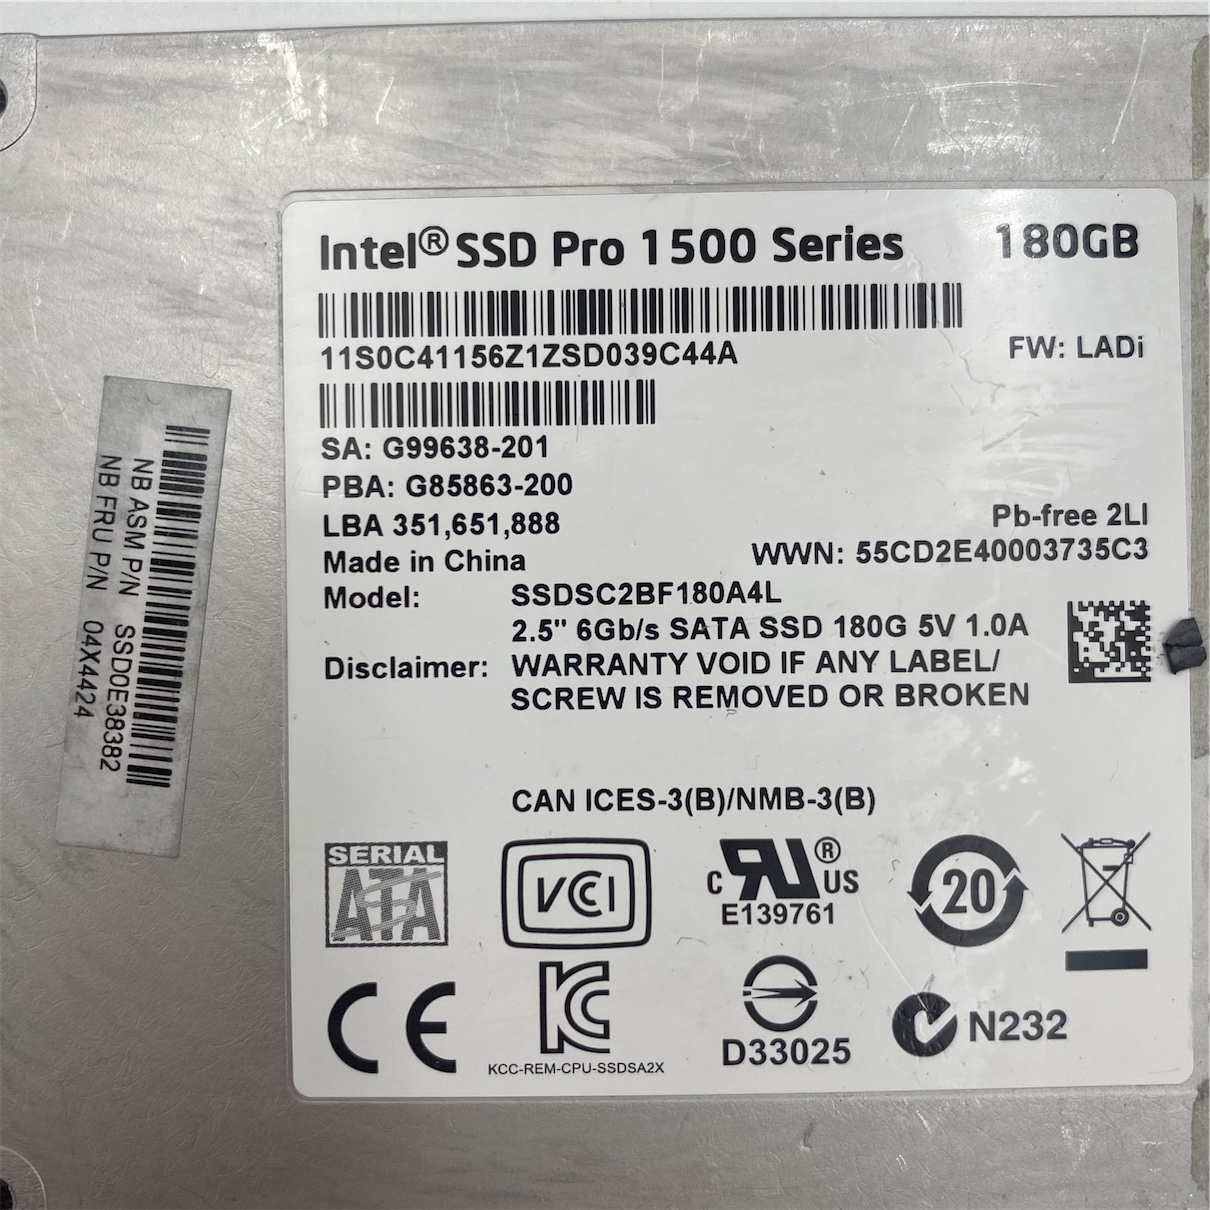 Intel® SSD Pro 1500 Series 180GB
11S0C41156Z1ZSD039C44A
FW: LADi
SA: G99638-201
PBA: G85863-200
LBA 351,651,888
Pb-free 2LI
Made in China
WWN: 55CD2E40003735C3
Model: SSDSC2BF180A4L
2.5" 6Gb/s SATA SSD 180G 5V 1.0A
Disclaimer: WARRANTY VOID IF ANY LABEL/
SCREW IS REMOVED OR BROKEN
CAN ICES-3(B)/NMB-3(B)
SERIAL
ATA
VCCI
c RU ® US
E139761
20
CE
KC
KCC-REM-CPU-SSDSA2X
D33025
N232
NB ASM P/N SSD0E38382
NB FRU P/N 04X4424